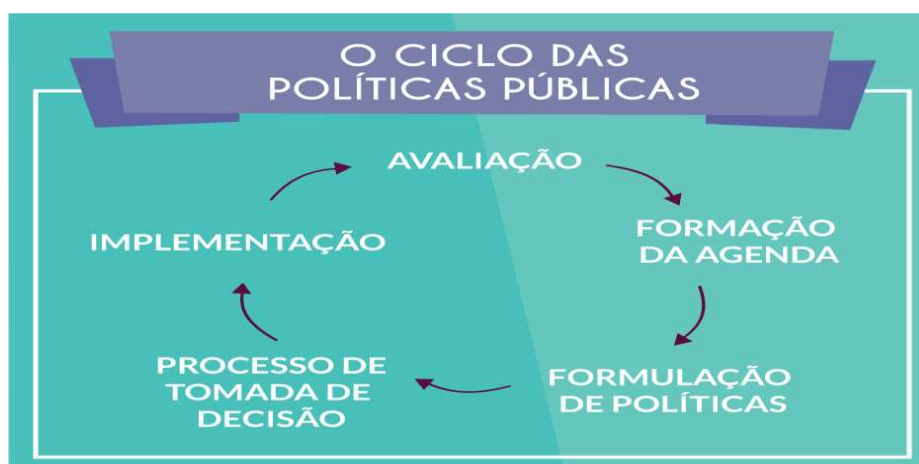 O CICLO DAS
POLÍTICAS PÚBLICAS
AVALIAÇÃO
FORMAÇÃO
DA AGENDA
FORMULAÇÃO
DE POLÍTICAS
PROCESSO DE
TOMADA DE
DECISÃO
IMPLEMENTAÇÃO